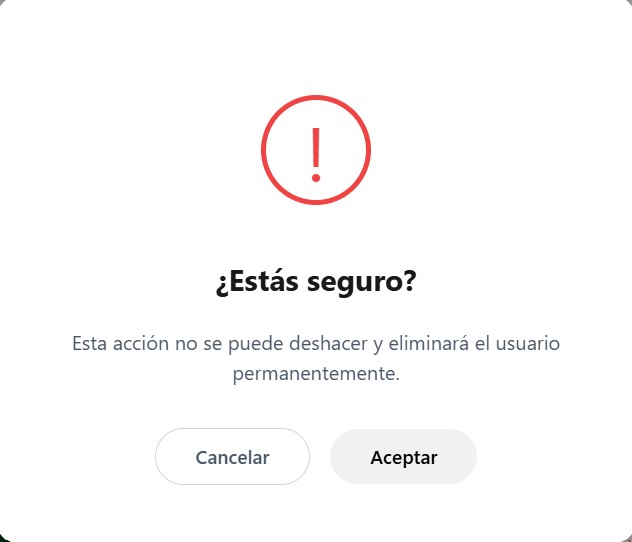 ¿Estás seguro?
Esta acción no se puede deshacer y eliminará el usuario
permanentemente.
Cancelar
Aceptar